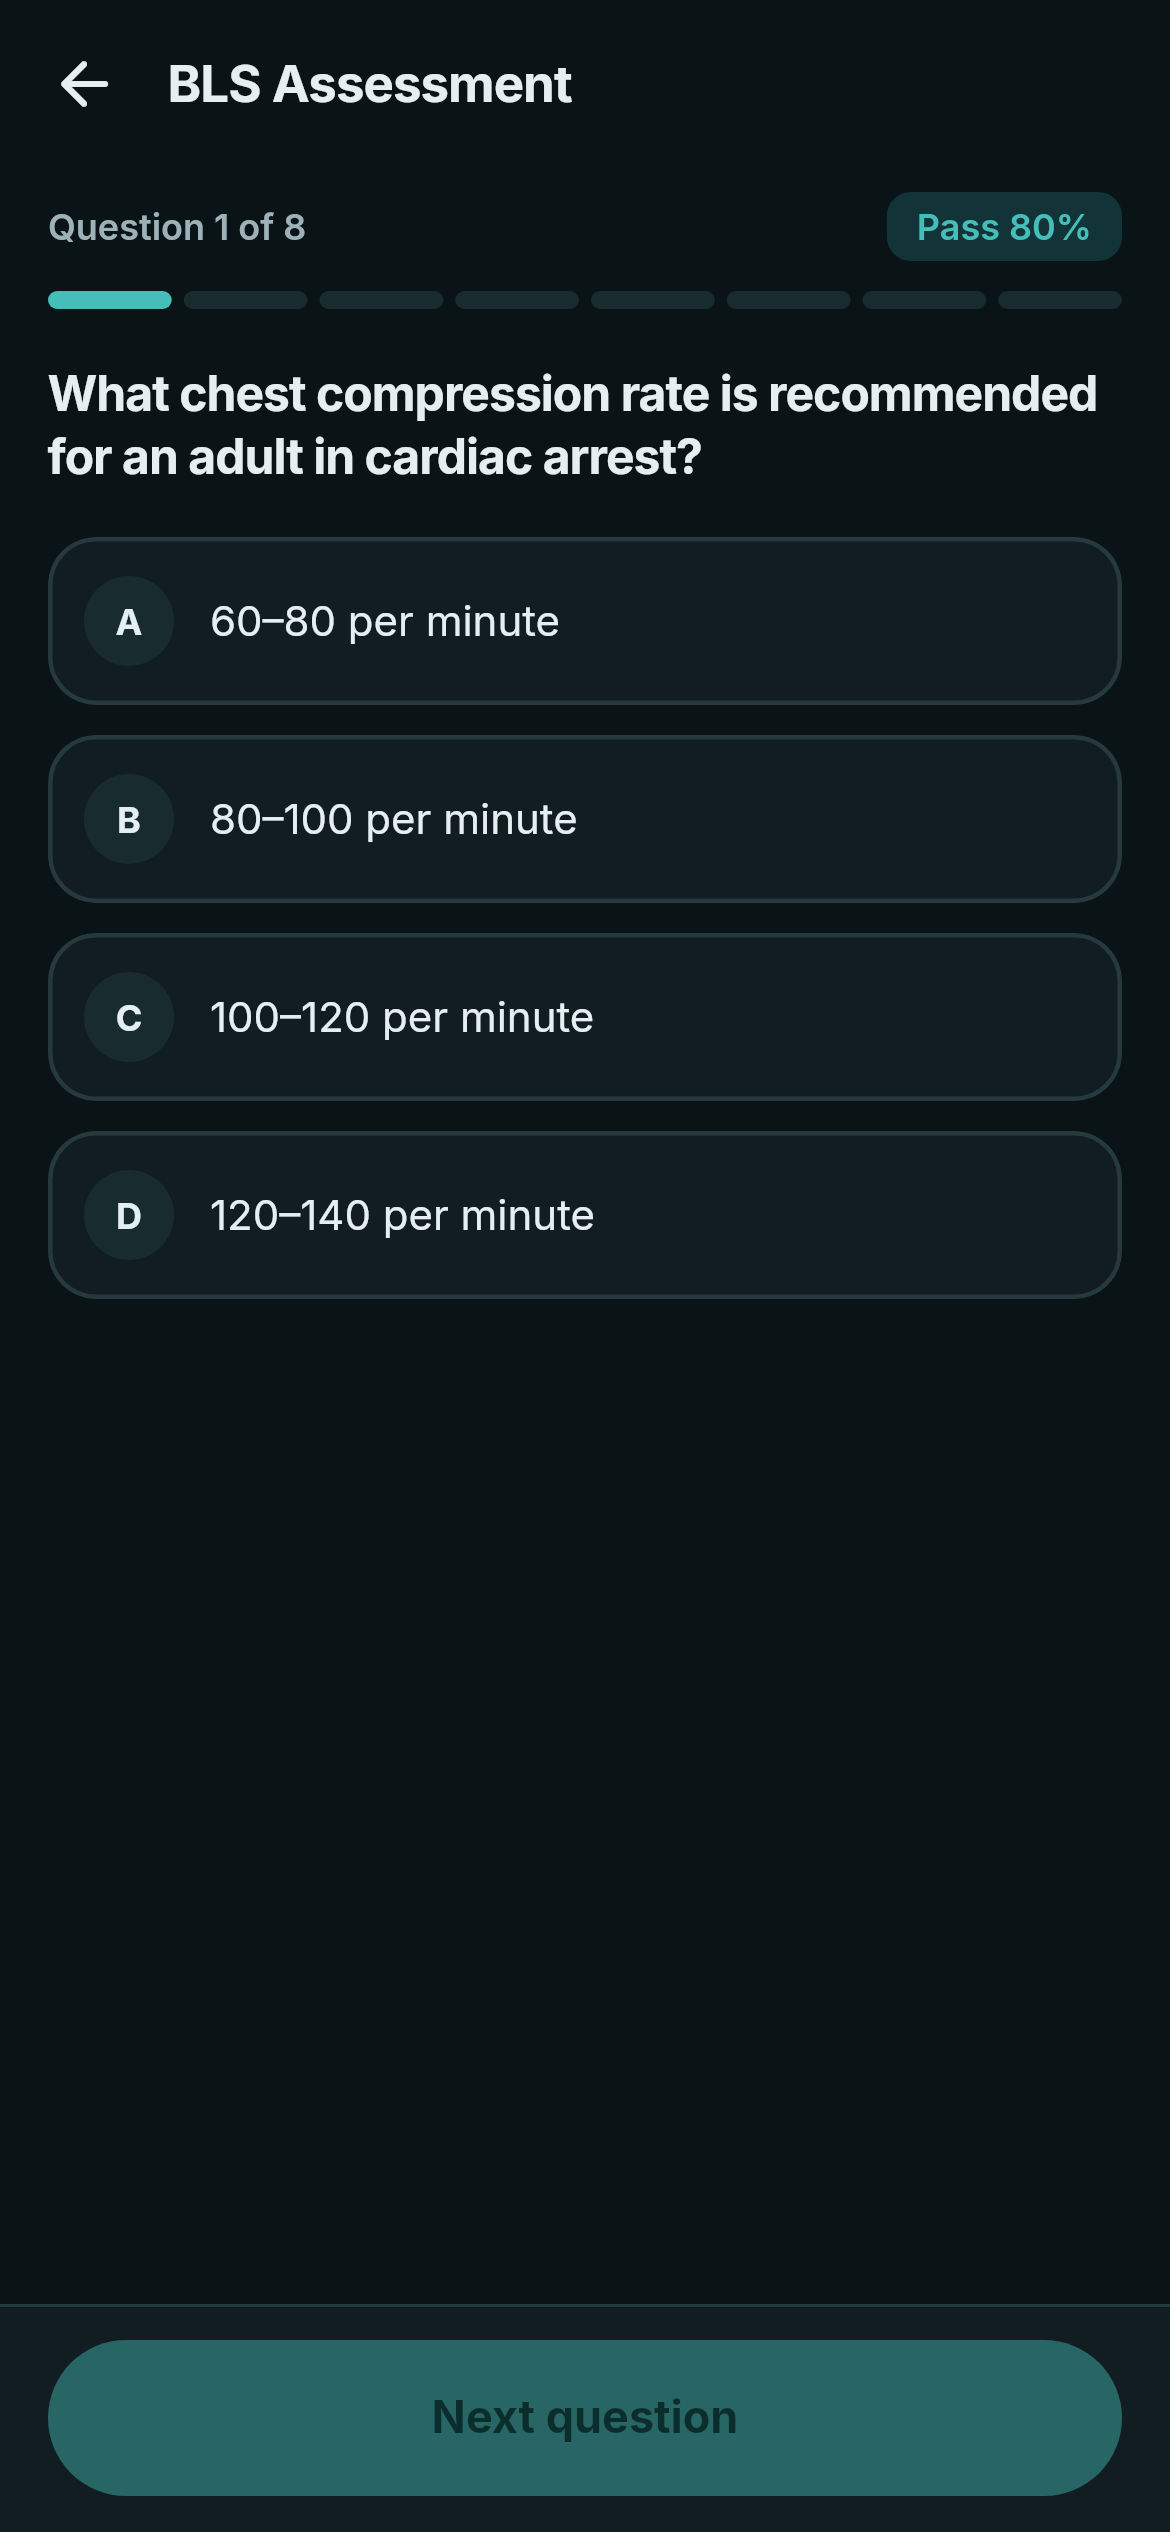 BLS Assessment
Question 1 of 8
Pass 80%
What chest compression rate is recommended
for an adult in cardiac arrest?
A
60–80 per minute
B
80–100 per minute
C
100–120 per minute
D
120–140 per minute
Next question